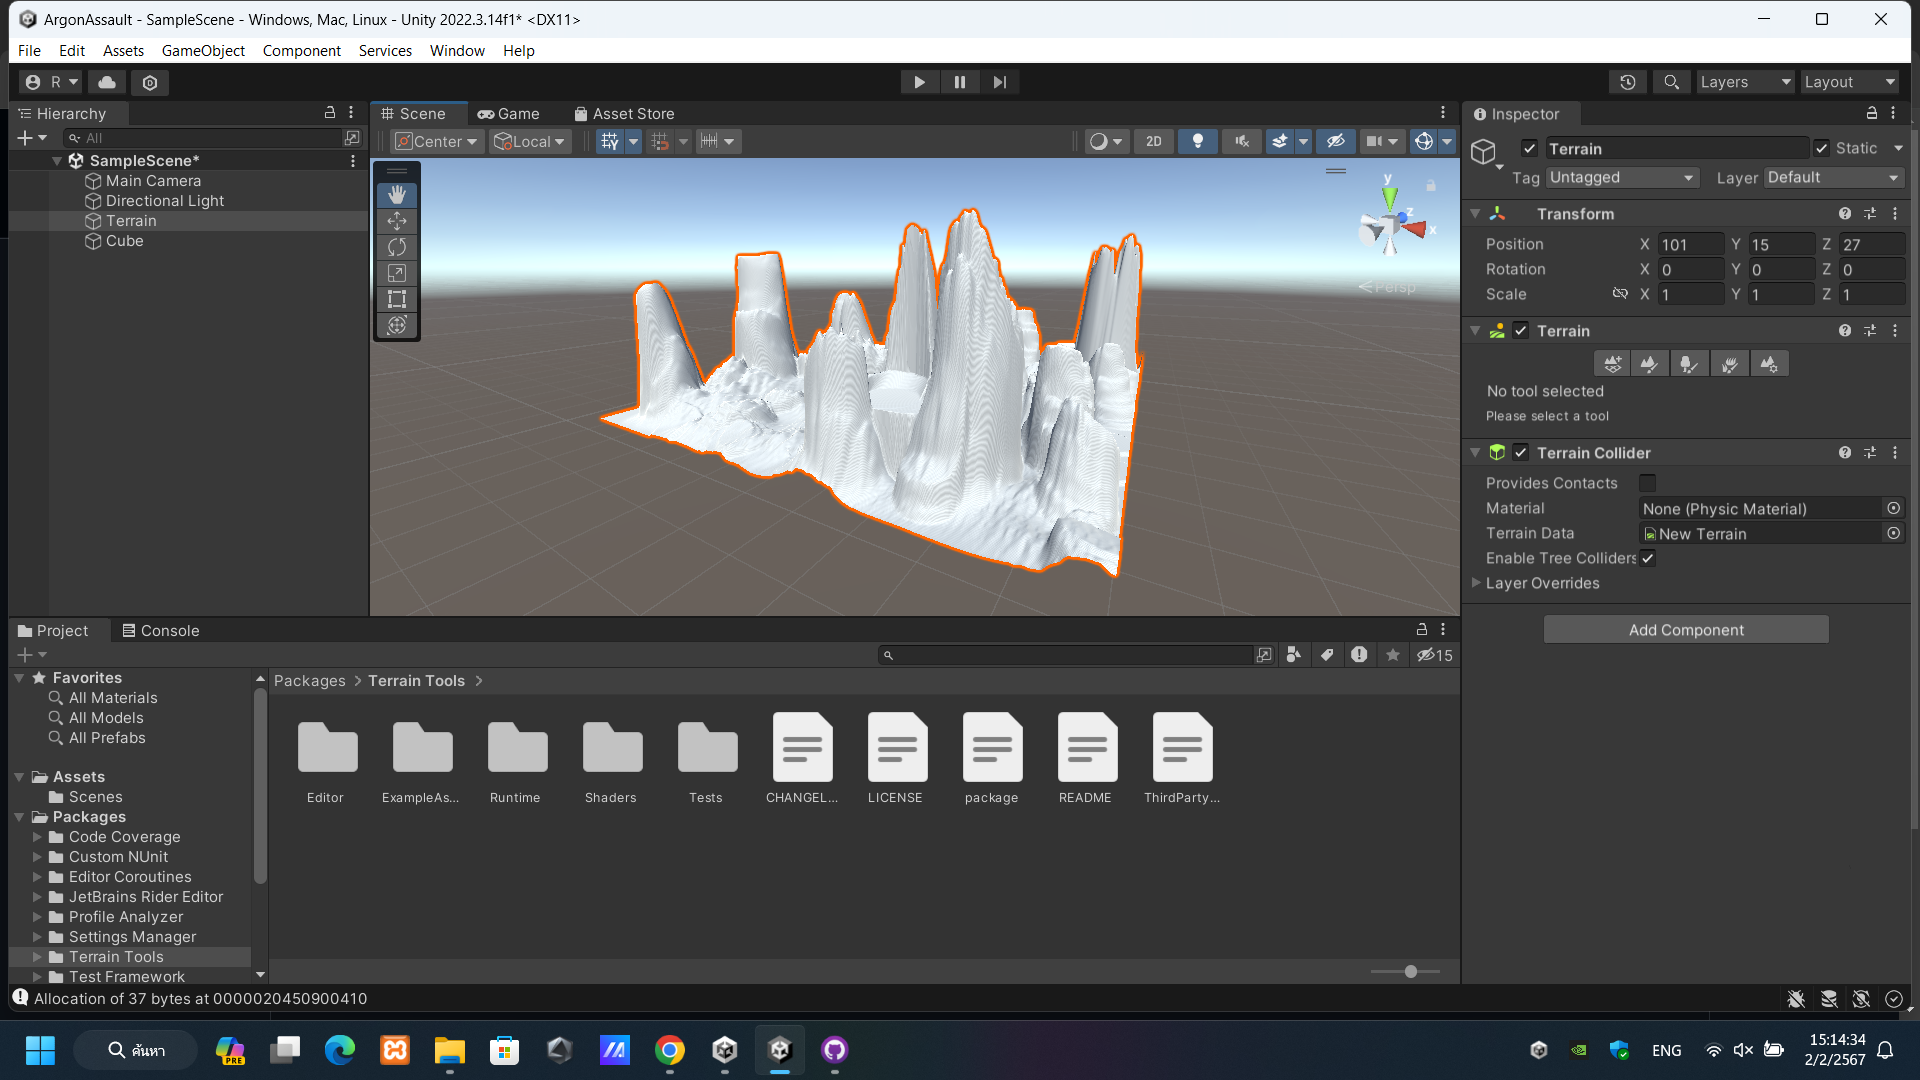 ArgonAssault - SampleScene - Windows, Mac, Linux - Unity 2022.3.14f1* <DX11>
File Edit Assets GameObject Component Services Window Help
R Layers Layout
Hierarchy
All
SampleScene*
Main Camera
Directional Light
Terrain
Cube
Scene Game Asset Store
Center Local 2D
y
z
x
Persp
Inspector
Terrain Static
Tag Untagged Layer Default
Transform
Position X 101 Y 15 Z 27
Rotation X 0 Y 0 Z 0
Scale X 1 Y 1 Z 1
Terrain
No tool selected
Please select a tool
Terrain Collider
Provides Contacts
Material None (Physic Material)
Terrain Data New Terrain
Enable Tree Colliders
Layer Overrides
Add Component
Project Console
15
Favorites
All Materials
All Models
All Prefabs
Assets
Scenes
Packages
Code Coverage
Custom NUnit
Editor Coroutines
JetBrains Rider Editor
Profile Analyzer
Settings Manager
Terrain Tools
Test Framework
Packages > Terrain Tools >
Editor ExampleAs... Runtime Shaders Tests CHANGEL... LICENSE package README ThirdParty...
Allocation of 37 bytes at 0000020450900410
ค้นหา
PRE
ENG
15:14:34
2/2/2567